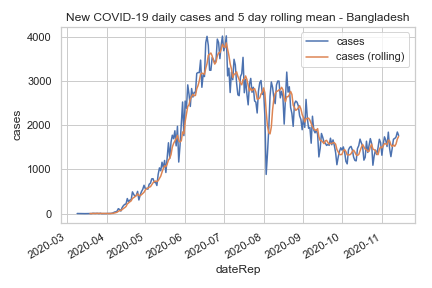 New COVID-19 daily cases and 5 day rolling mean - Bangladesh
cases
cases (rolling)
4000
3000
2000
1000
0
cases
2020-03
2020-04
2020-05
2020-06
2020-07
2020-08
2020-09
2020-10
2020-11
dateRep